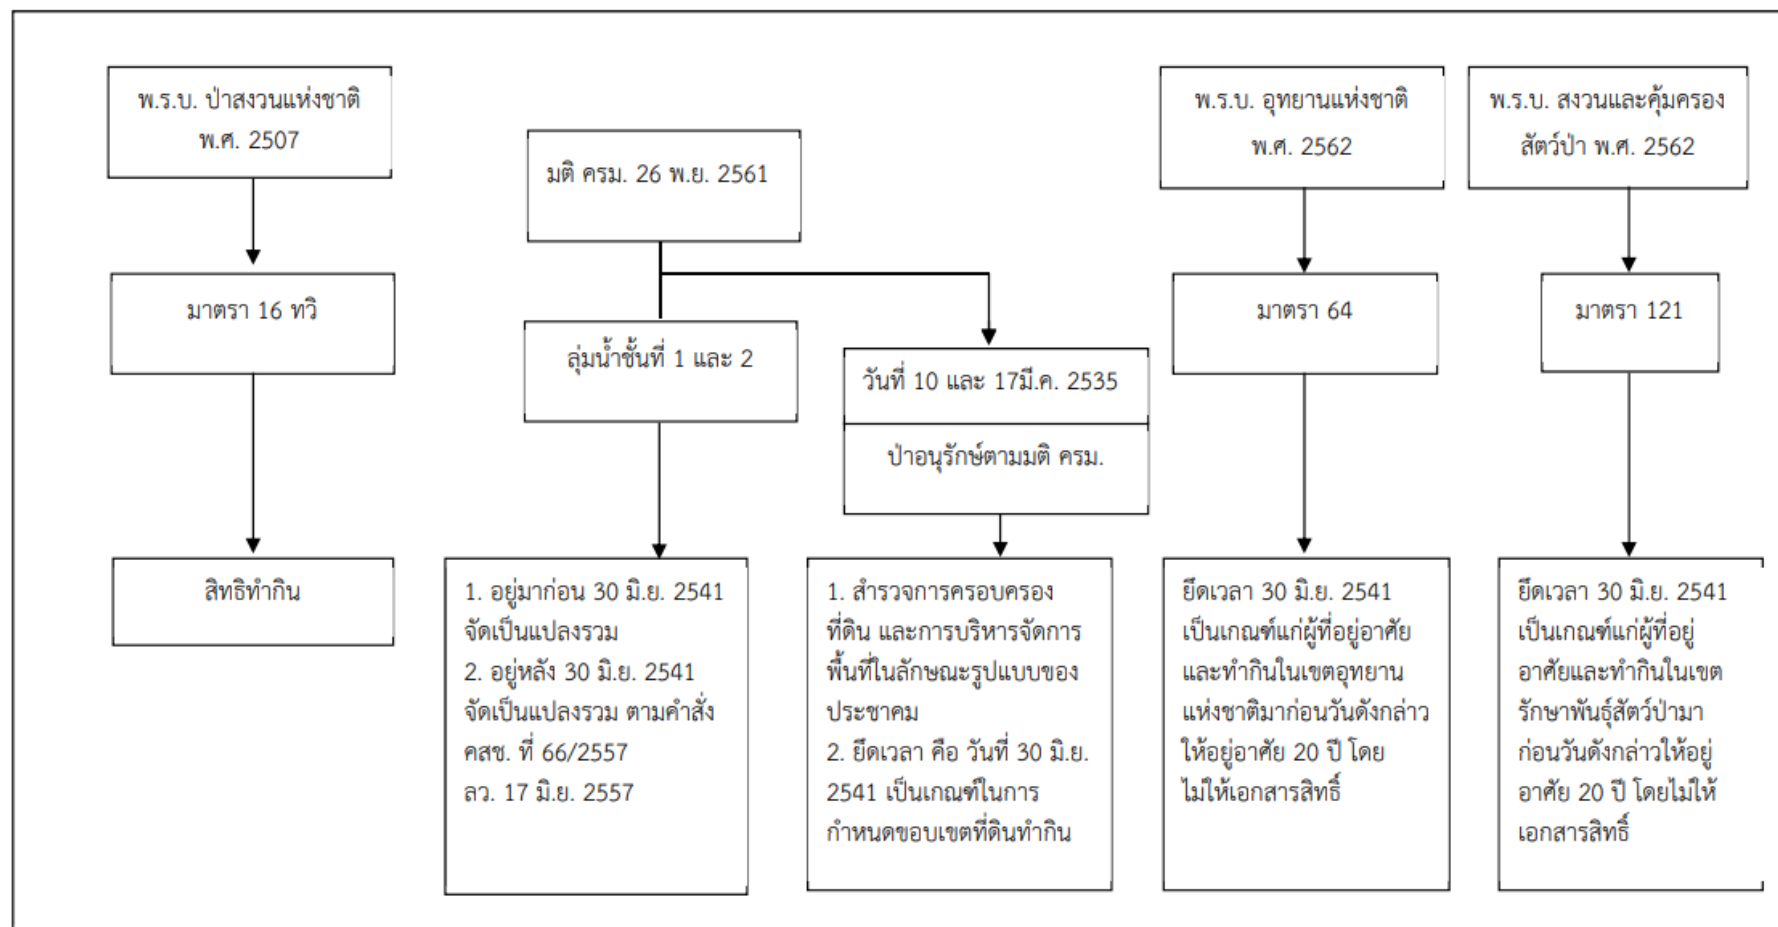 พ.ร.บ. ป่าสงวนแห่งชาติ
พ.ศ. 2507
มาตรา 16 ทวิ
สิทธิทำกิน
มติ ครม. 26 พ.ย. 2561
ลุ่มน้ำชั้นที่ 1 และ 2
1. อยู่มาก่อน 30 มิ.ย. 2541
จัดเป็นแปลงรวม
2. อยู่หลัง 30 มิ.ย. 2541
จัดเป็นแปลงรวม ตามคำสั่ง
คสช. ที่ 66/2557
ลว. 17 มิ.ย. 2557
วันที่ 10 และ 17มี.ค. 2535
ป่าอนุรักษ์ตามมติ ครม.
1. สำรวจการครอบครอง
ที่ดิน และการบริหารจัดการ
พื้นที่ในลักษณะรูปแบบของ
ประชาคม
2. ยึดเวลา คือ วันที่ 30 มิ.ย.
2541 เป็นเกณฑ์ในการ
กำหนดขอบเขตที่ดินทำกิน
พ.ร.บ. อุทยานแห่งชาติ
พ.ศ. 2562
มาตรา 64
ยึดเวลา 30 มิ.ย. 2541
เป็นเกณฑ์แก่ผู้ที่อยู่อาศัย
และทำกินในเขตอุทยาน
แห่งชาติมาก่อนวันดังกล่าว
ให้อยู่อาศัย 20 ปี โดย
ไม่ให้เอกสารสิทธิ์
พ.ร.บ. สงวนและคุ้มครอง
สัตว์ป่า พ.ศ. 2562
มาตรา 121
ยึดเวลา 30 มิ.ย. 2541
เป็นเกณฑ์แก่ผู้ที่อยู่
อาศัยและทำกินในเขต
รักษาพันธุ์สัตว์ป่ามา
ก่อนวันดังกล่าวให้อยู่
อาศัย 20 ปี โดยไม่ให้
เอกสารสิทธิ์